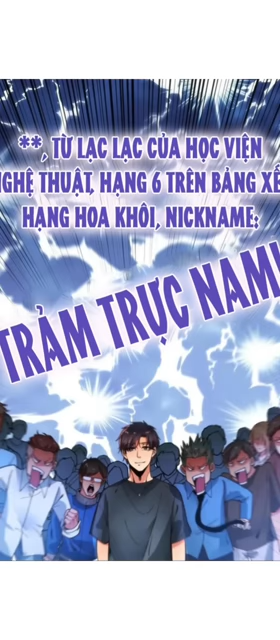 **, TỪ LẠC LẠC CỦA HỌC VIỆN
NGHỆ THUẬT, HẠNG 6 TRÊN BẢNG XẾP
HẠNG HOA KHÔI, NICKNAME:
TRẢM TRỰC NAM!